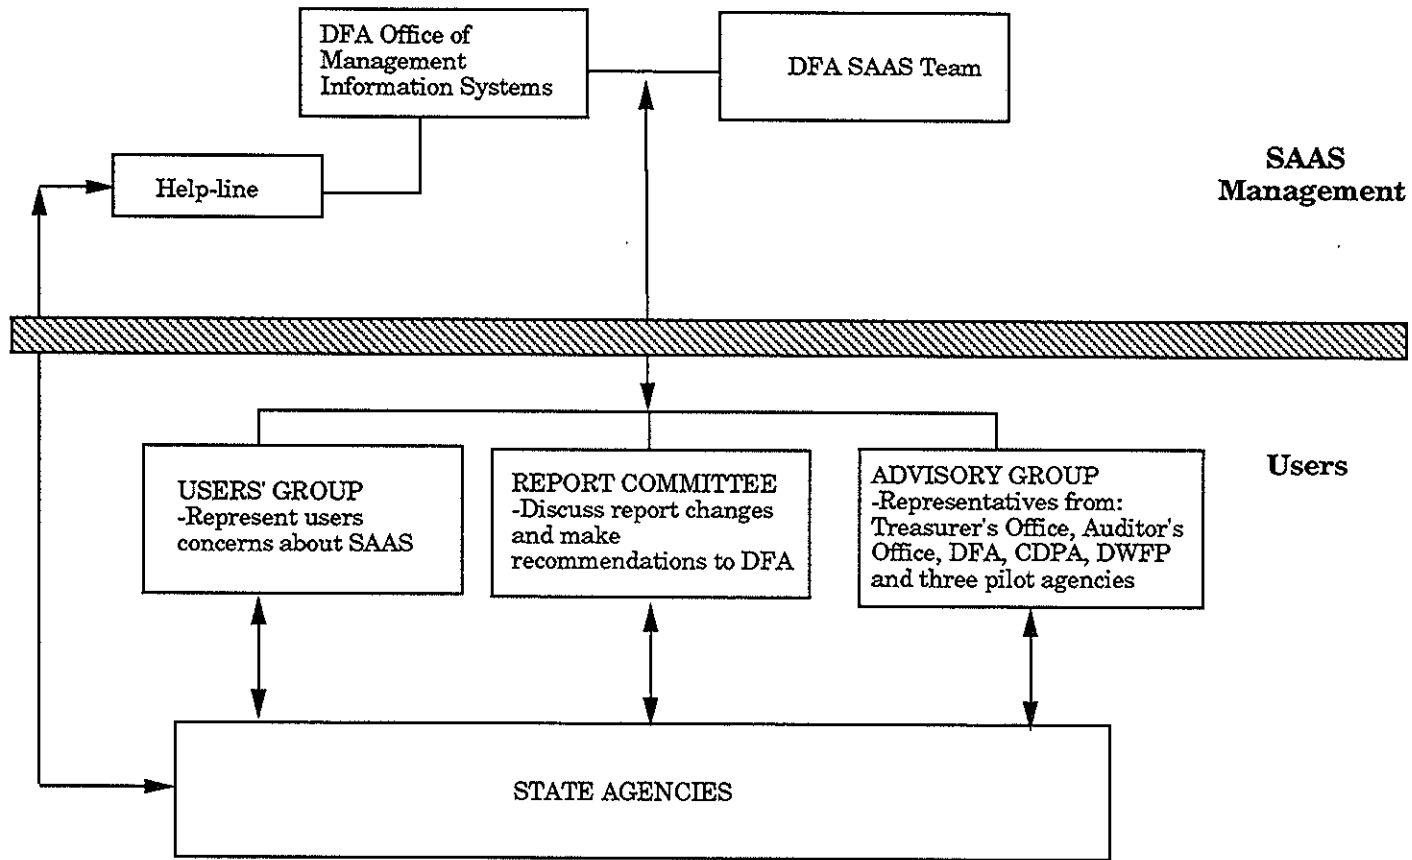 DFA Office of
Management
Information Systems
DFA SAAS Team
Help-line
SAAS
Management
USERS' GROUP
-Represent users
concerns about SAAS
REPORT COMMITTEE
-Discuss report changes
and make
recommendations to DFA
ADVISORY GROUP
-Representatives from:
Treasurer's Office, Auditor's
Office, DFA, CDPA, DWFP
and three pilot agencies
Users
STATE AGENCIES